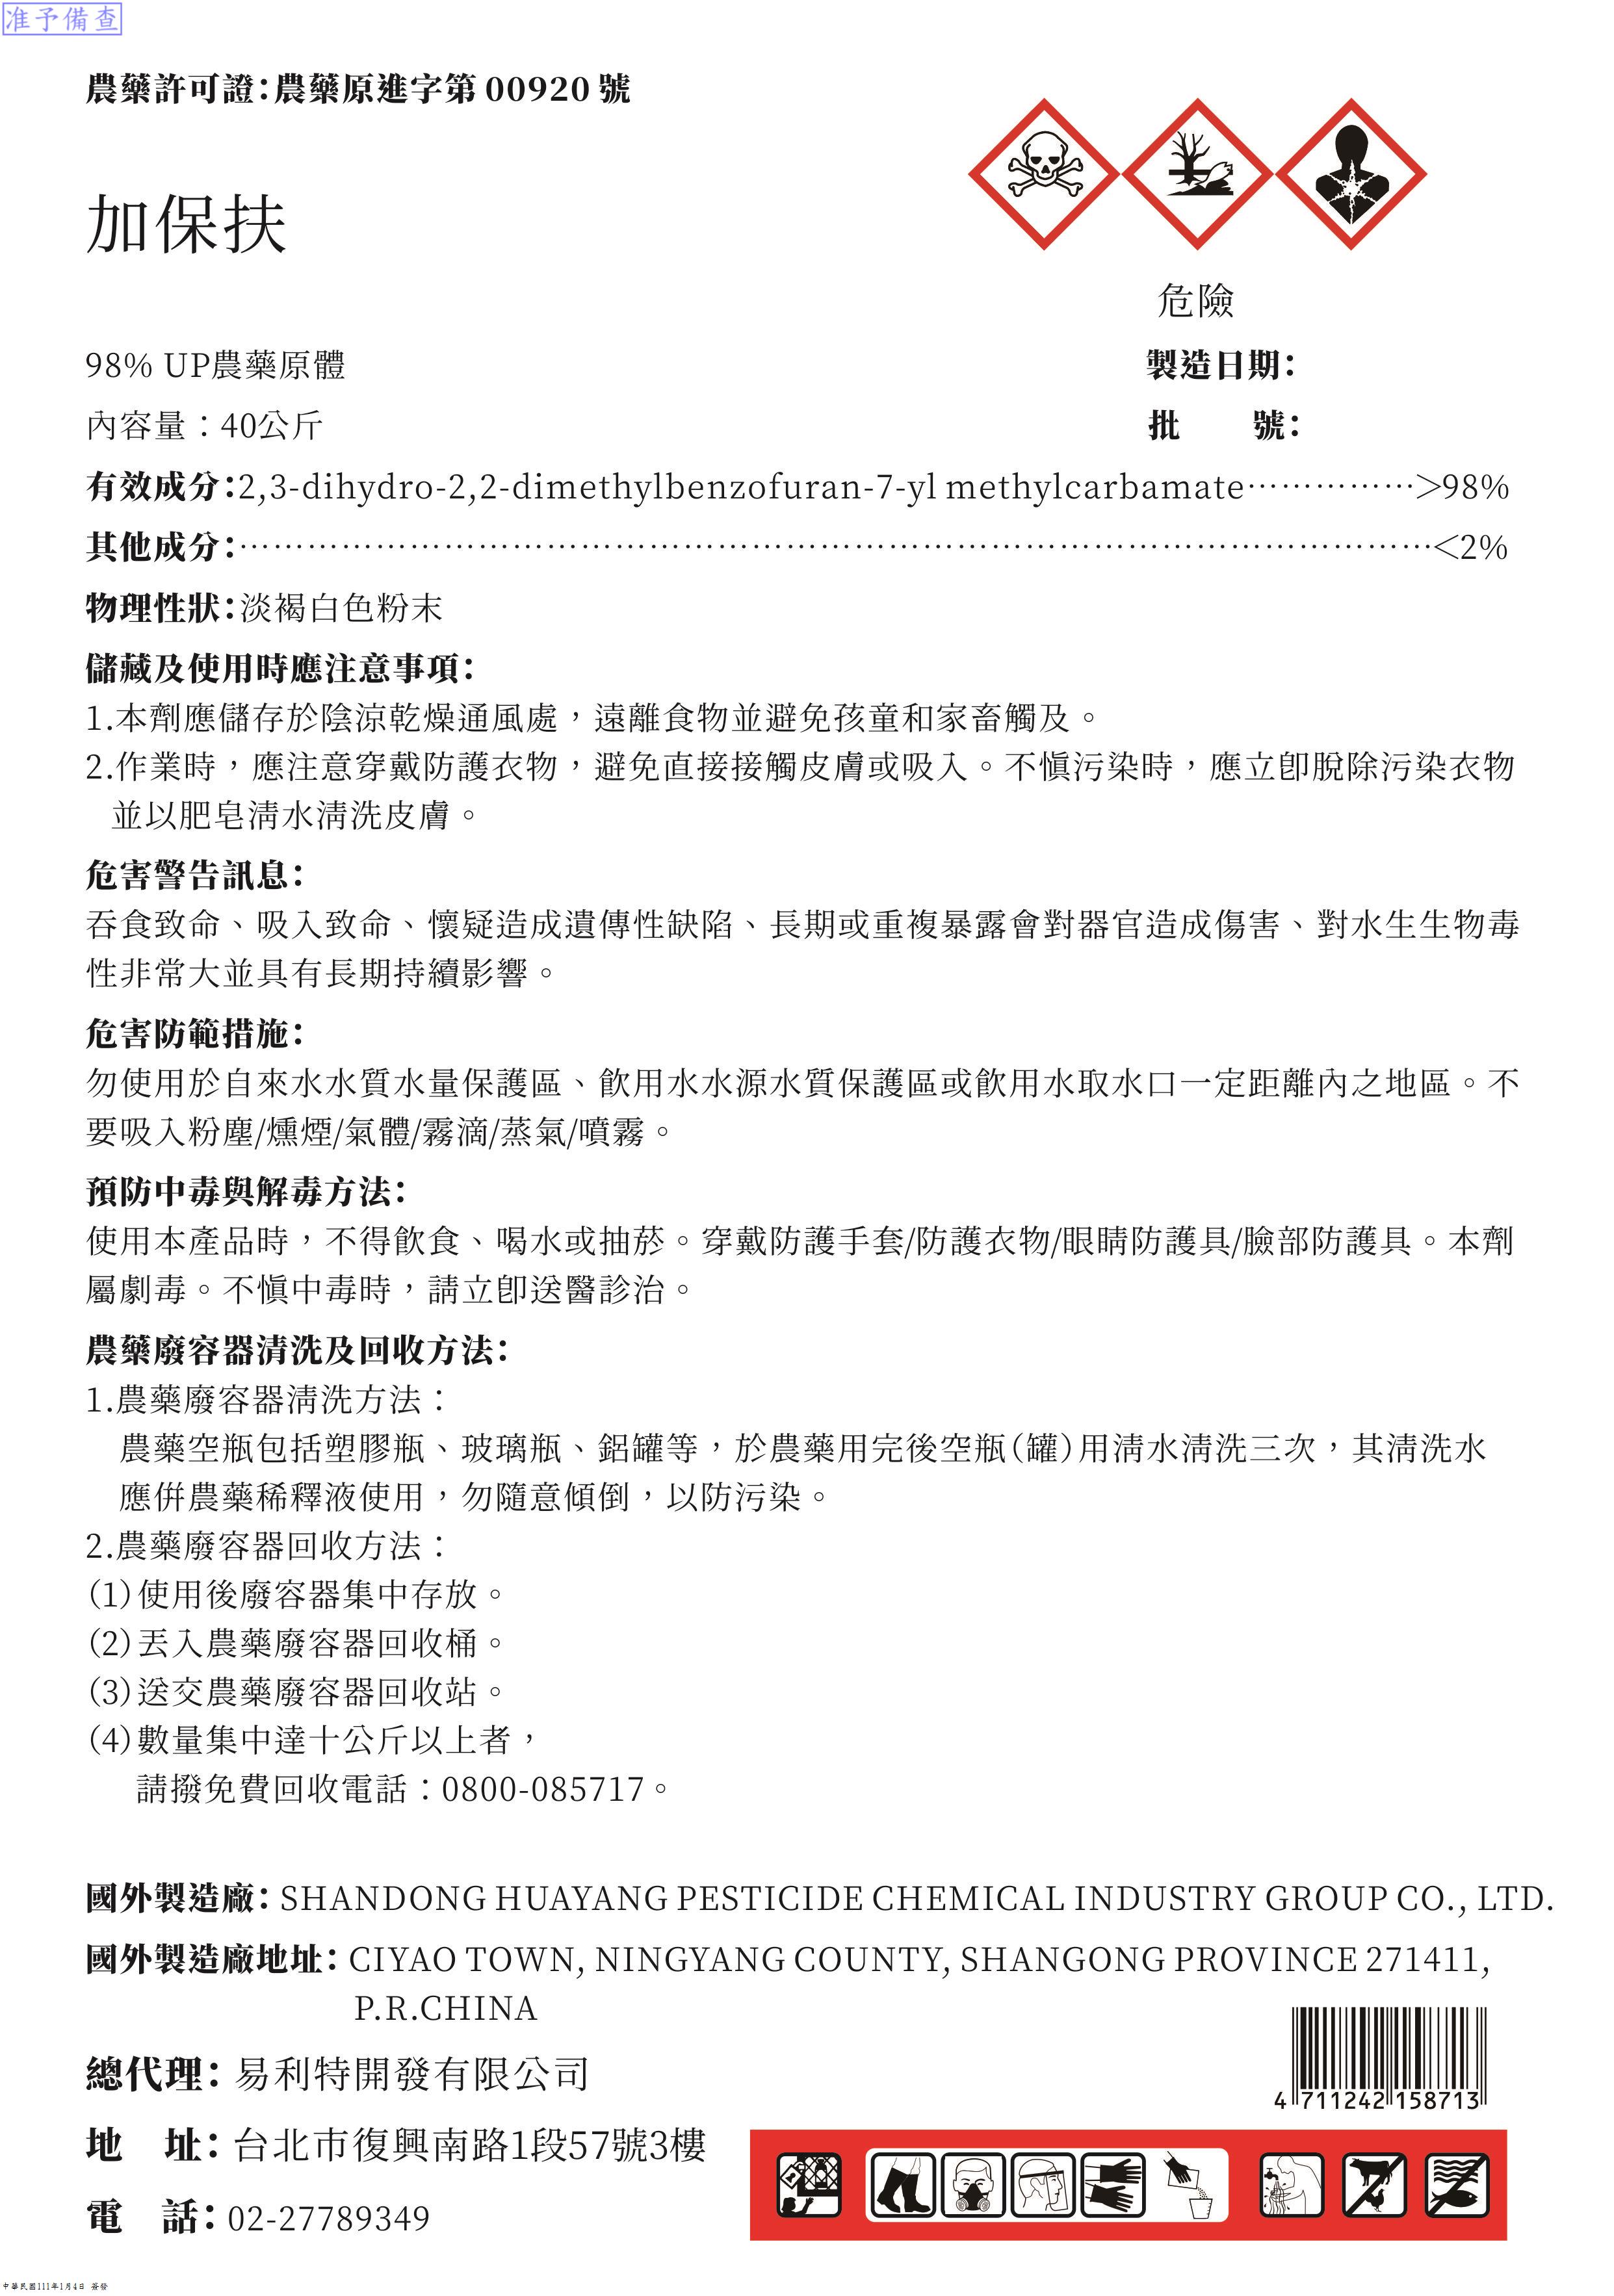 准予備查
農藥許可證：農藥原進字第 00920 號
加保扶
危險
98% UP農藥原體
製造日期：
內容量：40公斤
批　　號：
有效成分：2,3-dihydro-2,2-dimethylbenzofuran-7-yl methylcarbamate……………>98%
其他成分：……………………………………………………………………………………………<2%
物理性狀：淡褐白色粉末
儲藏及使用時應注意事項：
1.本劑應儲存於陰涼乾燥通風處，遠離食物並避免孩童和家畜觸及。
2.作業時，應注意穿戴防護衣物，避免直接接觸皮膚或吸入。不慎污染時，應立即脫除污染衣物
並以肥皂清水清洗皮膚。
危害警告訊息：
吞食致命、吸入致命、懷疑造成遺傳性缺陷、長期或重複暴露會對器官造成傷害、對水生生物毒
性非常大並具有長期持續影響。
危害防範措施：
勿使用於自來水水質水量保護區、飲用水水源水質保護區或飲用水取水口一定距離內之地區。不
要吸入粉塵/燻煙/氣體/霧滴/蒸氣/噴霧。
預防中毒與解毒方法：
使用本產品時，不得飲食、喝水或抽菸。穿戴防護手套/防護衣物/眼睛防護具/臉部防護具。本劑
屬劇毒。不慎中毒時，請立即送醫診治。
農藥廢容器清洗及回收方法：
1.農藥廢容器清洗方法：
農藥空瓶包括塑膠瓶、玻璃瓶、鋁罐等，於農藥用完後空瓶(罐)用清水清洗三次，其清洗水
應併農藥稀釋液使用，勿隨意傾倒，以防污染。
2.農藥廢容器回收方法：
(1)使用後廢容器集中存放。
(2)丟入農藥廢容器回收桶。
(3)送交農藥廢容器回收站。
(4)數量集中達十公斤以上者，
請撥免費回收電話：0800-085717。
國外製造廠：SHANDONG HUAYANG PESTICIDE CHEMICAL INDUSTRY GROUP CO., LTD.
國外製造廠地址：CIYAO TOWN, NINGYANG COUNTY, SHANGONG PROVINCE 271411,
P.R.CHINA
總代理：易利特開發有限公司
4 711242 158713
地　址：台北市復興南路1段57號3樓
電　話：02-27789349
中華民國111年1月4日 簽發